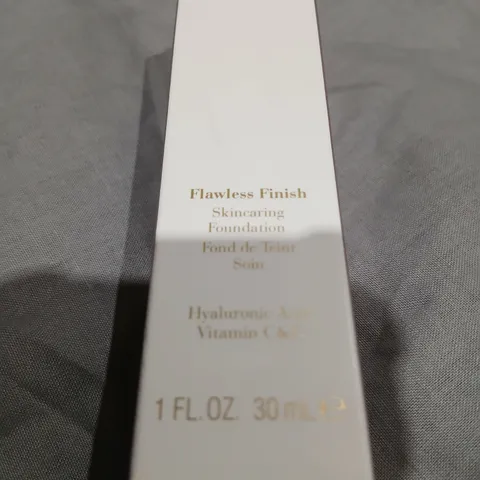 Flawless Finish
Skincaring
Foundation
Fond de Teint
Soin
Hyaluronic
Vitamin C &
1 FL. OZ. 30 mL e